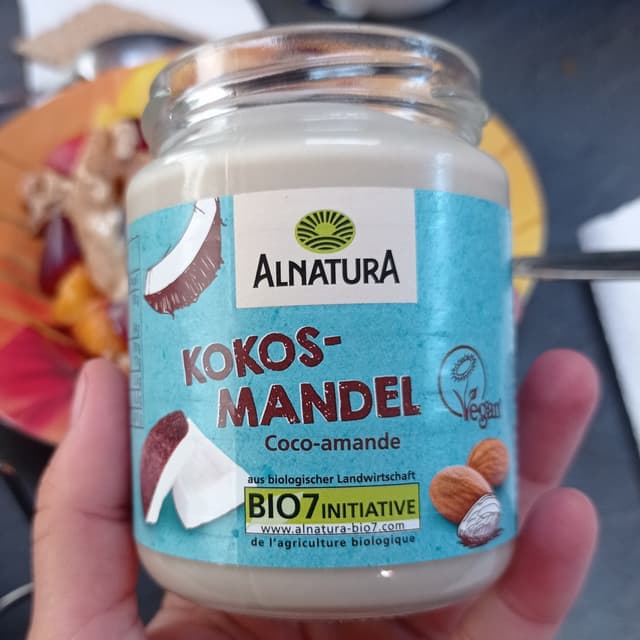 ALNATURA
KOKOS-
MANDEL
Coco-amande
Vegan
aus biologischer Landwirtschaft
BIO7 INITIATIVE
www.alnatura-bio7.com
de l'agriculture biologique